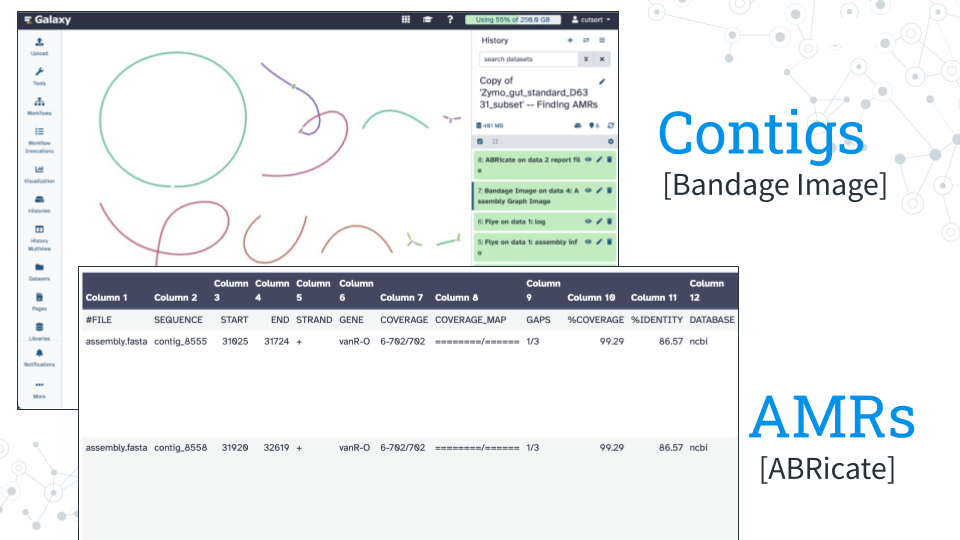 Galaxy
Using 55% of 250.0 GB
cutsort
Upload
Tools
Workflows
Workflow
Invocations
Visualization
Histories
History
Multiview
Datasets
Pages
Libraries
Notifications
More
History
search datasets
Copy of
'Zymo_gut_standard_D63
31_subset' -- Finding AMRs
481 MB
8
8: ABRicate on data 2 report fil
e
7: Bandage Image on data 4: A
ssembly Graph Image
6: Flye on data 1: log
5: Flye on data 1: assembly inf
o
Contigs
[Bandage Image]
Column 1 Column 2 Column 3 Column 4 Column 5 Column 6 Column 7 Column 8 Column 9 Column 10 Column 11 Column 12
#FILE SEQUENCE START END STRAND GENE COVERAGE COVERAGE_MAP GAPS %COVERAGE %IDENTITY DATABASE
assembly.fasta contig_8555 31025 31724 + vanR-O 6-702/702 ========/====== 1/3 99.29 86.57 ncbi
assembly.fasta contig_8558 31920 32619 + vanR-O 6-702/702 ========/====== 1/3 99.29 86.57 ncbi
AMRs
[ABRicate]